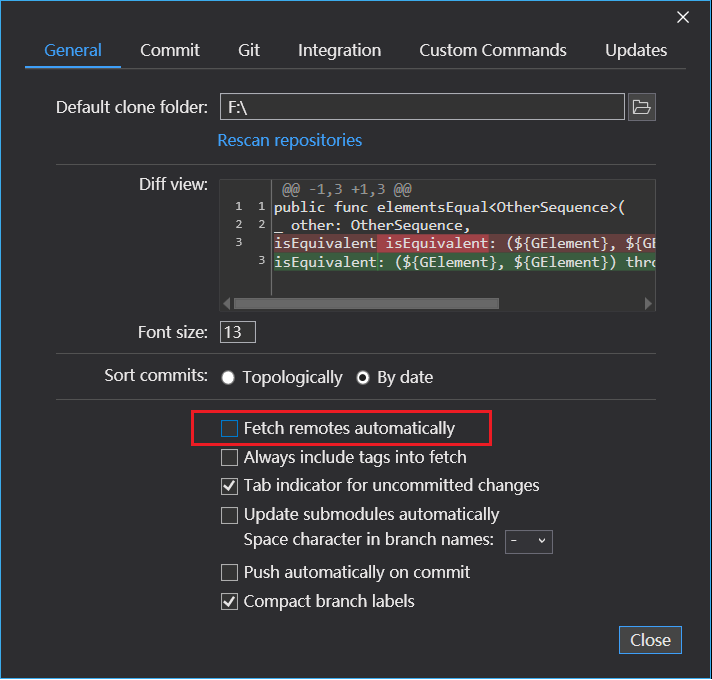 General Commit Git Integration Custom Commands Updates
Default clone folder: F:\
Rescan repositories
Diff view:
@@ -1,3 +1,3 @@
1 1 public func elementsEqual<OtherSequence>(
2 2 _ other: OtherSequence,
3 isEquivalent isEquivalent: (${GElement}, ${GE
3 isEquivalent: (${GElement}, ${GElement}) thro
Font size: 13
Sort commits: Topologically By date
Fetch remotes automatically
Always include tags into fetch
Tab indicator for uncommitted changes
Update submodules automatically
Space character in branch names: -
Push automatically on commit
Compact branch labels
Close